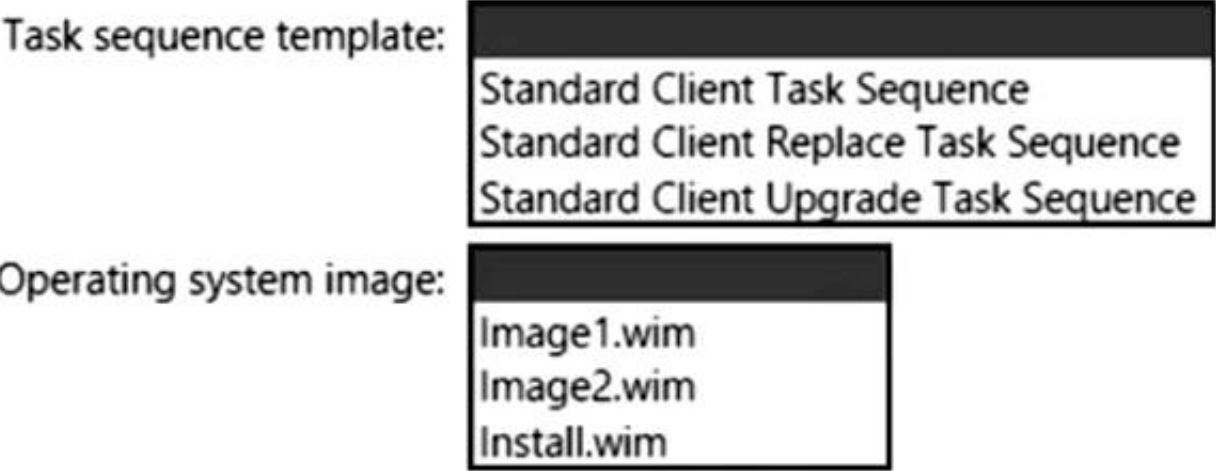 Task sequence template:
Standard Client Task Sequence
Standard Client Replace Task Sequence
Standard Client Upgrade Task Sequence
Operating system image:
Image1.wim
Image2.wim
Install.wim